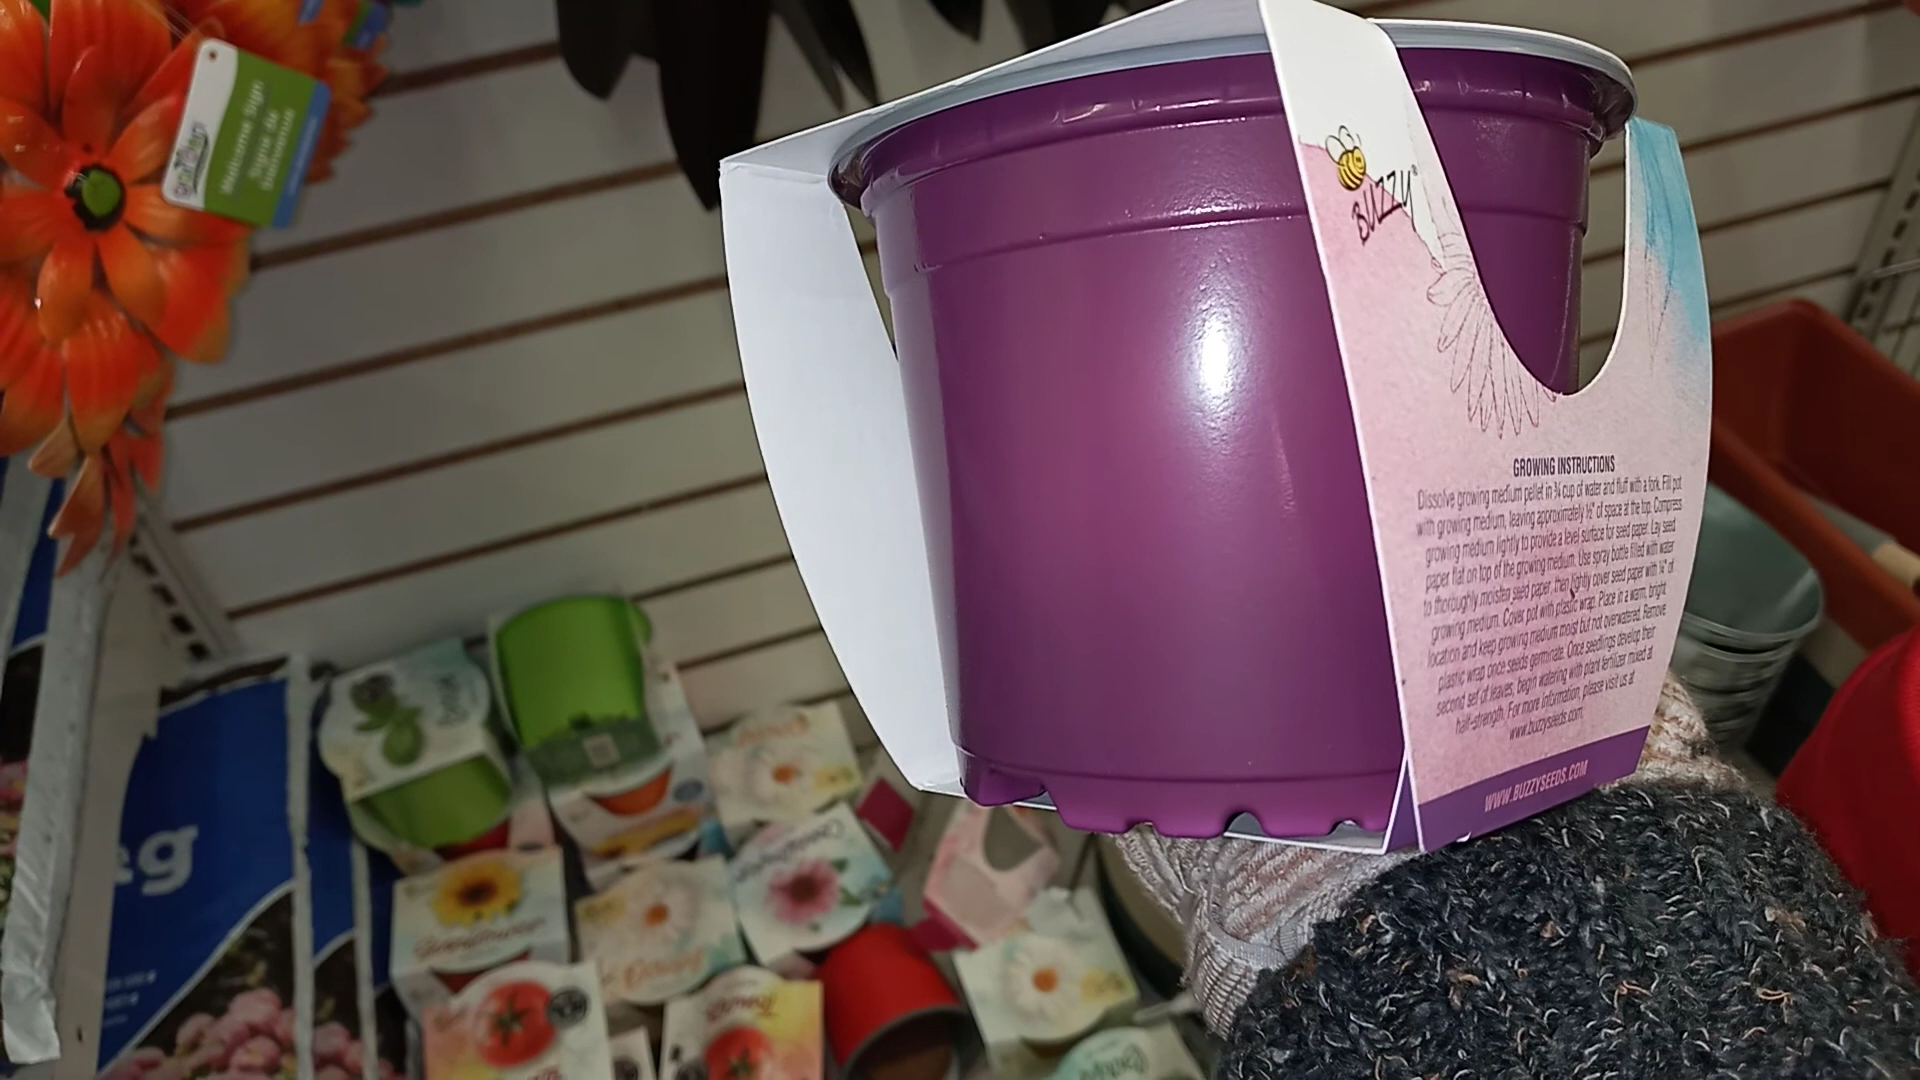 Welcome Sign
Signe de
bienvenue
BUZZY®
GROWING INSTRUCTIONS
Dissolve growing medium pellet in ¾ cup of water and fluff with a fork. Fill pot
with growing medium, leaving approximately ½" of space at the top. Compress
growing medium lightly to provide a level surface for seed paper. Lay seed
paper flat on top of the growing medium. Use spray bottle filled with water
to thoroughly moisten seed paper, then lightly cover seed paper with ¼" of
growing medium. Cover pot with plastic wrap. Place in a warm, bright
location and keep growing medium moist but not overwatered. Remove
plastic wrap once seeds germinate. Once seedlings develop their
second set of leaves, begin watering with plant fertilizer mixed at
half-strength. For more information, please visit us at
www.buzzyseeds.com.
WWW.BUZZYSEEDS.COM
Sunflower